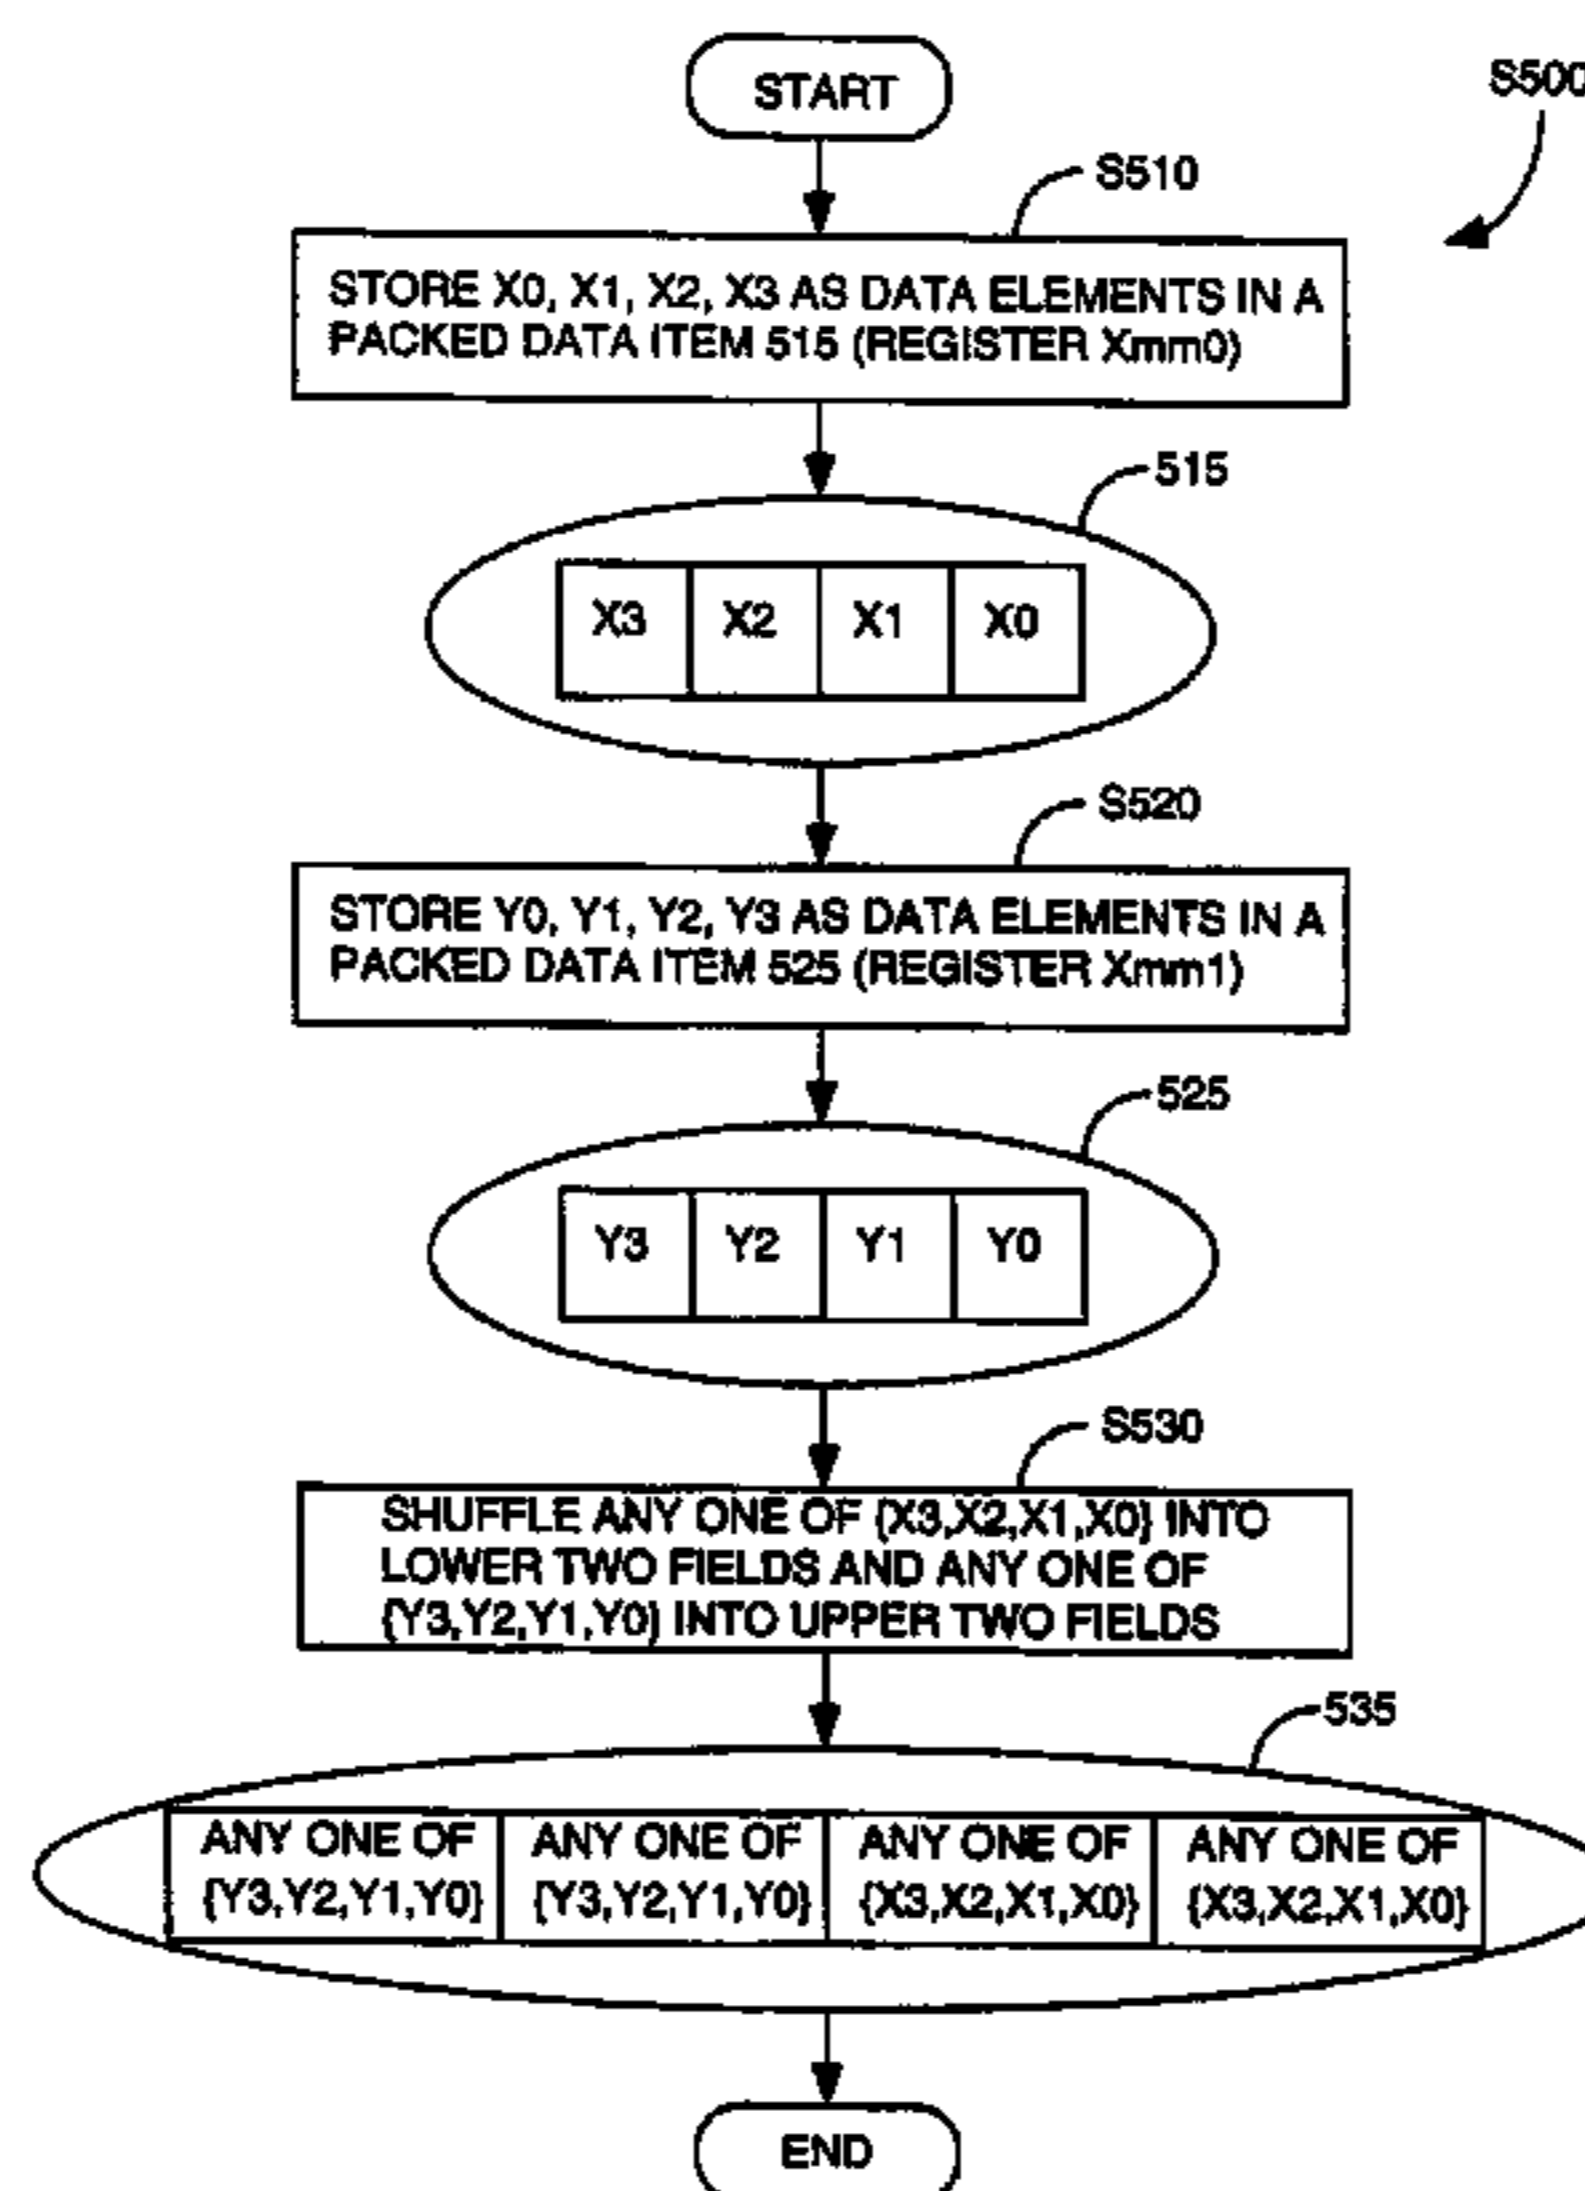 START
S500
S510
STORE X0, X1, X2, X3 AS DATA ELEMENTS IN A
PACKED DATA ITEM 515 (REGISTER Xmm0)
515
X3 X2 X1 X0
S520
STORE Y0, Y1, Y2, Y3 AS DATA ELEMENTS IN A
PACKED DATA ITEM 525 (REGISTER Xmm1)
525
Y3 Y2 Y1 Y0
S530
SHUFFLE ANY ONE OF {X3,X2,X1,X0} INTO
LOWER TWO FIELDS AND ANY ONE OF
{Y3,Y2,Y1,Y0} INTO UPPER TWO FIELDS
535
ANY ONE OF ANY ONE OF ANY ONE OF ANY ONE OF
{Y3,Y2,Y1,Y0} {Y3,Y2,Y1,Y0} {X3,X2,X1,X0} {X3,X2,X1,X0}
END